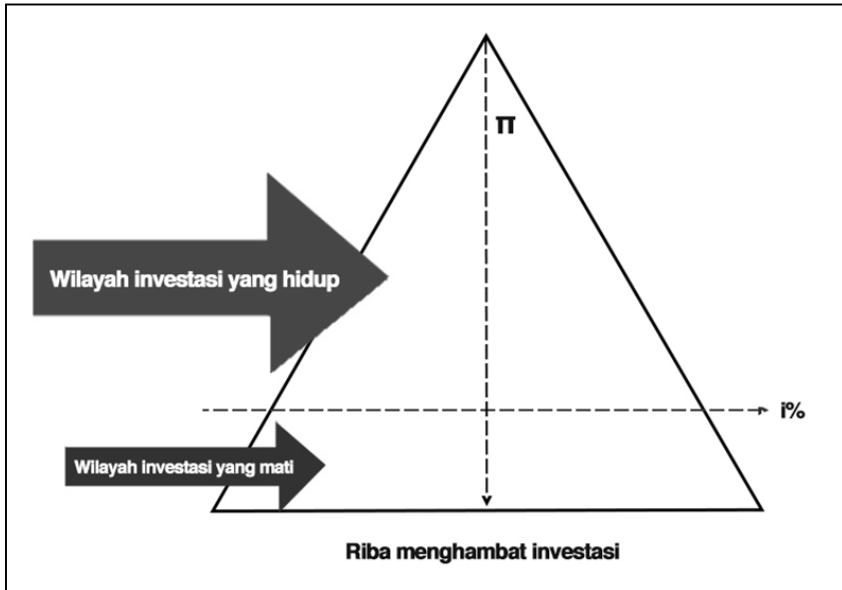 π
Wilayah investasi yang hidup
i%
Wilayah investasi yang mati
Riba menghambat investasi